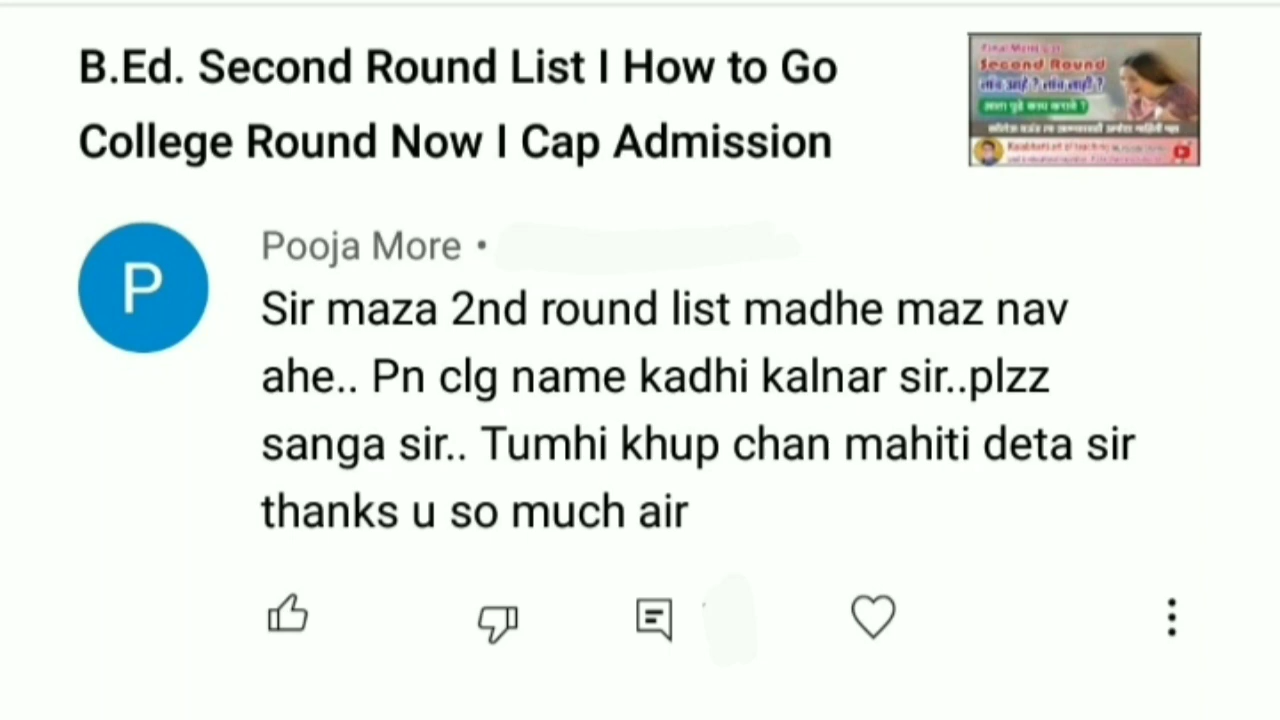 B.Ed. Second Round List I How to Go
College Round Now I Cap Admission
Second Round
P
Pooja More •
Sir maza 2nd round list madhe maz nav
ahe.. Pn clg name kadhi kalnar sir..plzz
sanga sir.. Tumhi khup chan mahiti deta sir
thanks u so much air